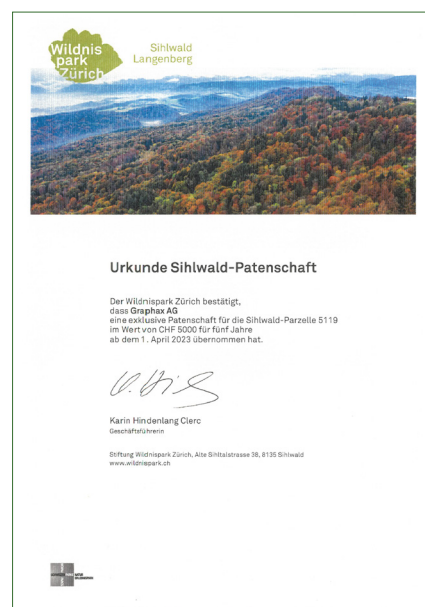 Wildnis
park
Zürich
Sihlwald
Langenberg
Urkunde Sihlwald-Patenschaft
Der Wildnispark Zürich bestätigt,
dass Graphax AG
eine exklusive Patenschaft für die Sihlwald-Parzelle 5119
im Wert von CHF 5000 für fünf Jahre
ab dem 1. April 2023 übernommen hat.
Karin Hindenlang Clerc
Geschäftsführerin
Stiftung Wildnispark Zürich, Alte Sihltalstrasse 38, 8135 Sihlwald
www.wildnispark.ch